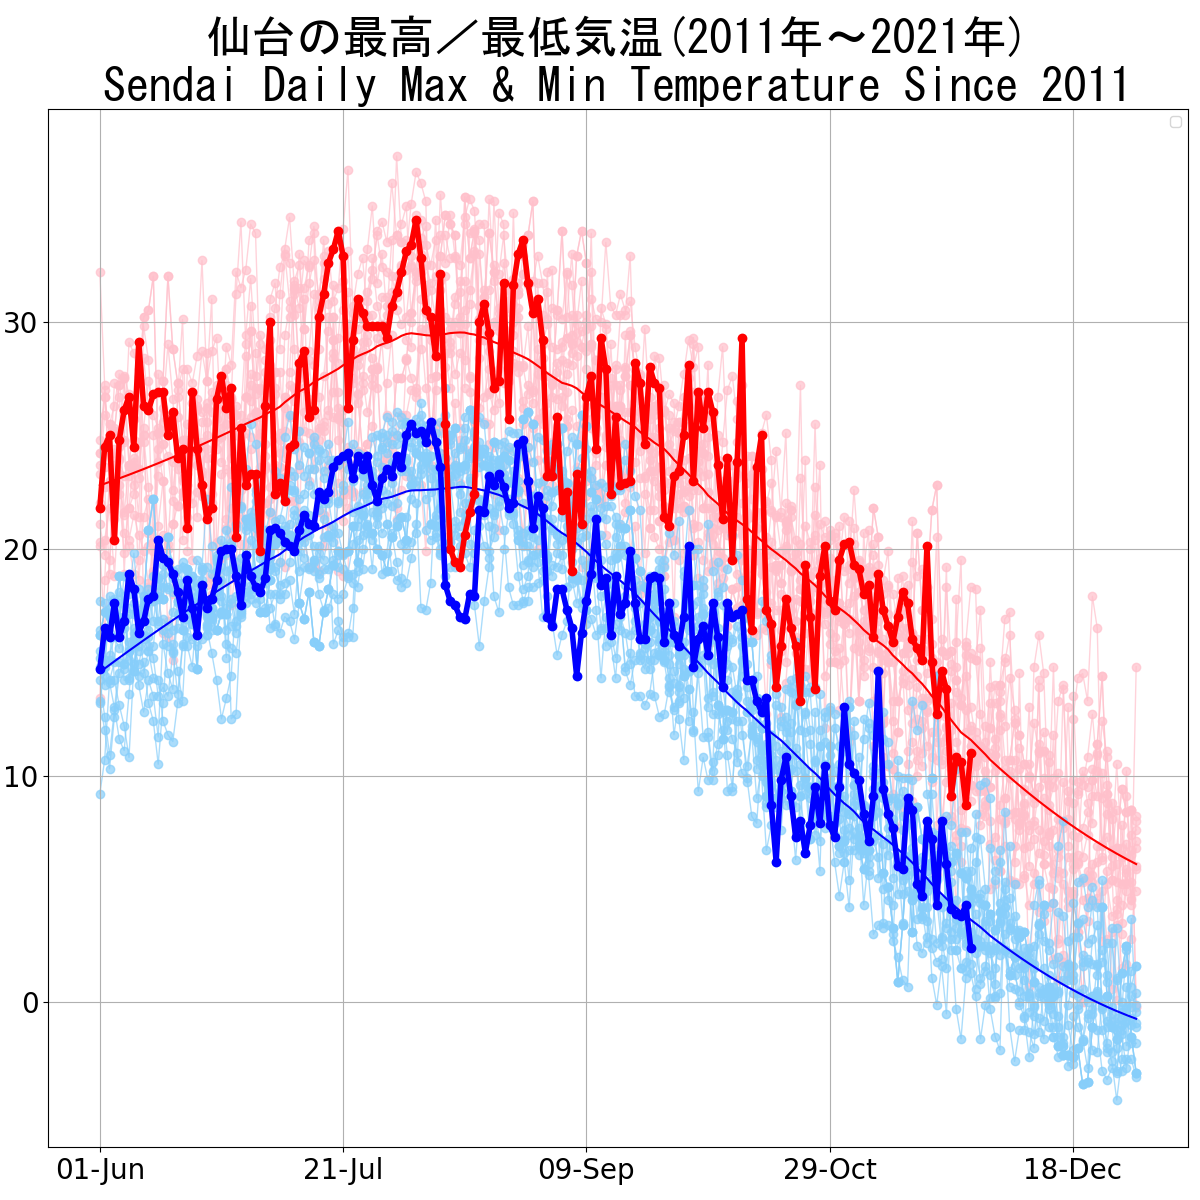 仙台の最高／最低気温(2011年～2021年)
Sendai Daily Max & Min Temperature Since 2011
30
20
10
0
01-Jun 21-Jul 09-Sep 29-Oct 18-Dec